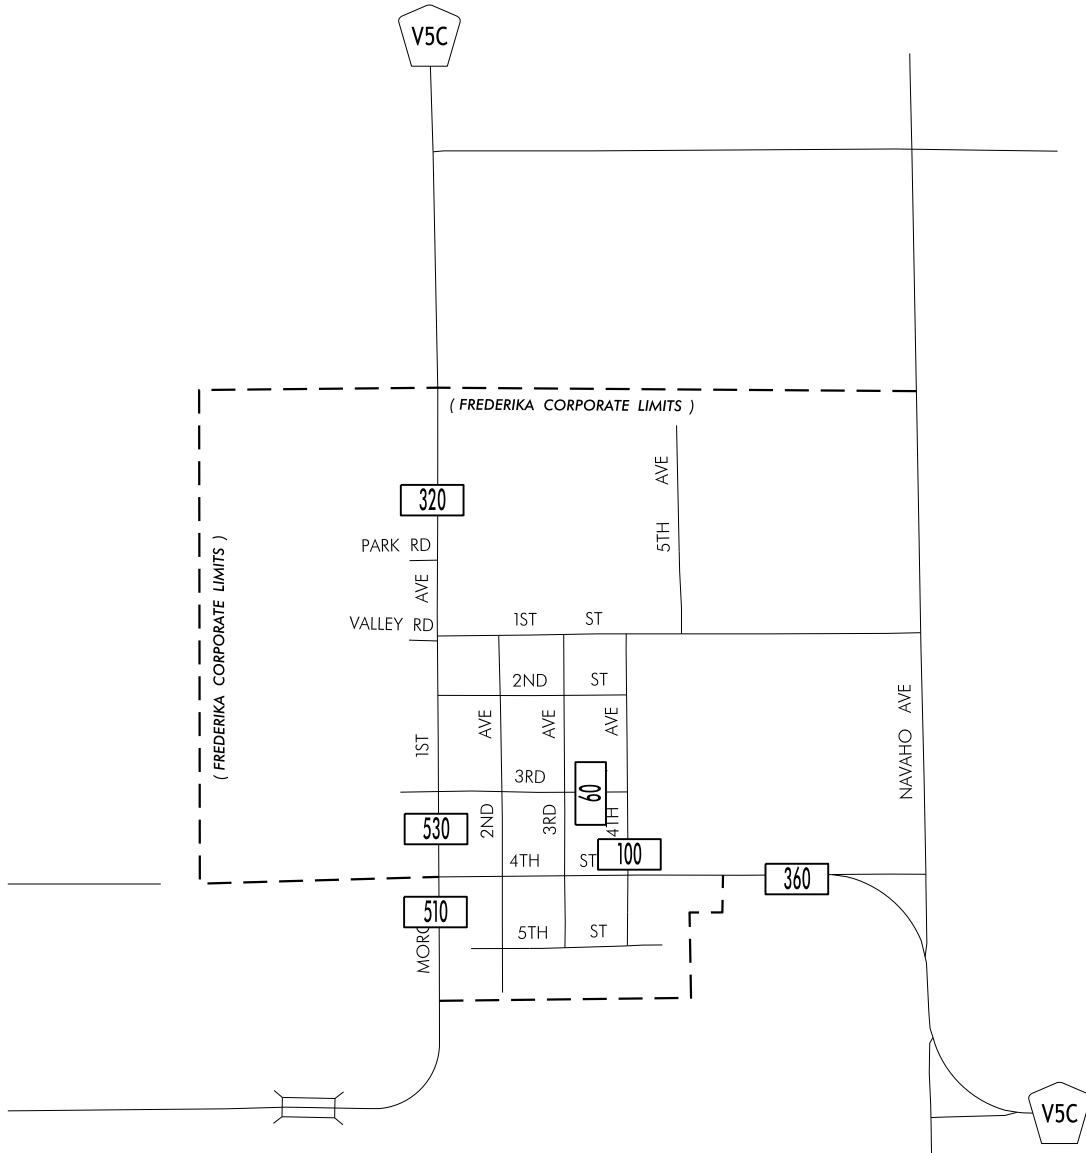 V5C
( FREDERIKA CORPORATE LIMITS )
AVE
5TH
320
PARK RD
AVE
( FREDERIKA CORPORATE LIMITS )
1ST ST
VALLEY RD
2ND ST
NAVAHO AVE
AVE
AVE
AVE
1ST
3RD
60
2ND
3RD
4TH
530
4TH ST
100
360
510
5TH ST
V5C